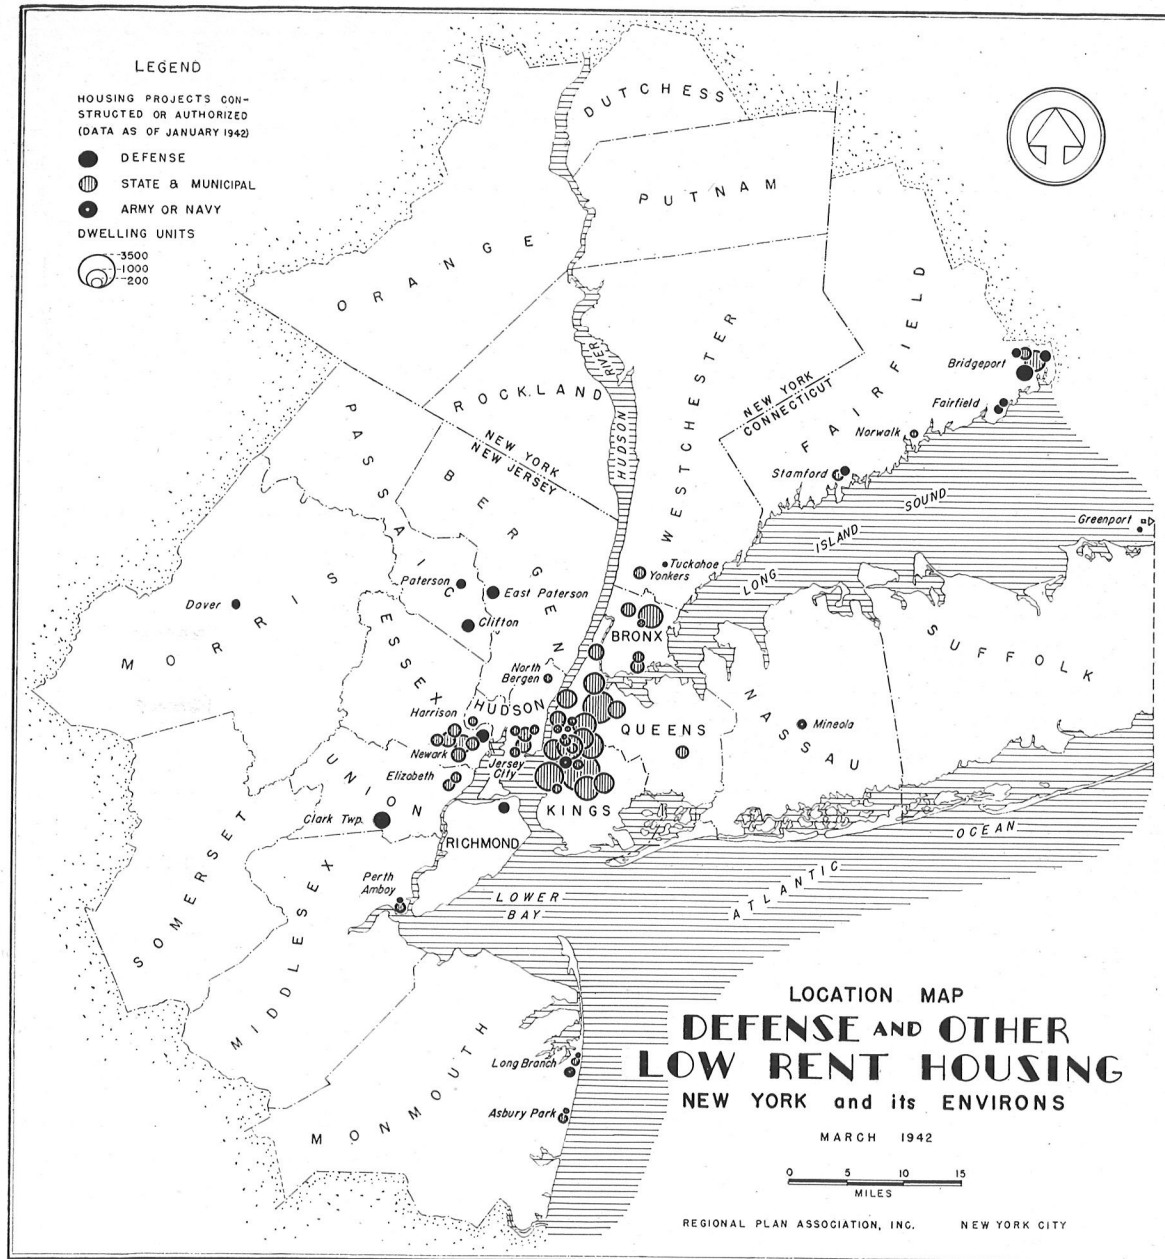 LEGEND
HOUSING PROJECTS CON-
STRUCTED OR AUTHORIZED
(DATA AS OF JANUARY 1942)
DEFENSE
STATE & MUNICIPAL
ARMY OR NAVY
DWELLING UNITS
3500
1000
200
DUTCHESS
PUTNAM
ORANGE
ROCKLAND
WESTCHESTER
FAIRFIELD
NEW YORK
CONNECTICUT
NEW YORK
NEW JERSEY
HUDSON RIVER
PASSAIC
BERGEN
Bridgeport
Fairfield
Norwalk
Stamford
LONG ISLAND SOUND
Greenport
Tuckahoe
Yonkers
Paterson
East Paterson
Clifton
Dover
MORRIS
ESSEX
BRONX
SUFFOLK
North
Bergen
HUDSON
Harrison
Newark
Jersey
City
QUEENS
NASSAU
Mineola
UNION
Elizabeth
KINGS
Clark Twp.
RICHMOND
SOMERSET
MIDDLESEX
Perth
Amboy
LOWER
BAY
ATLANTIC OCEAN
MONMOUTH
Long Branch
Asbury Park
LOCATION MAP
DEFENSE AND OTHER
LOW RENT HOUSING
NEW YORK and its ENVIRONS
MARCH 1942
0 5 10 15
MILES
REGIONAL PLAN ASSOCIATION, INC. NEW YORK CITY